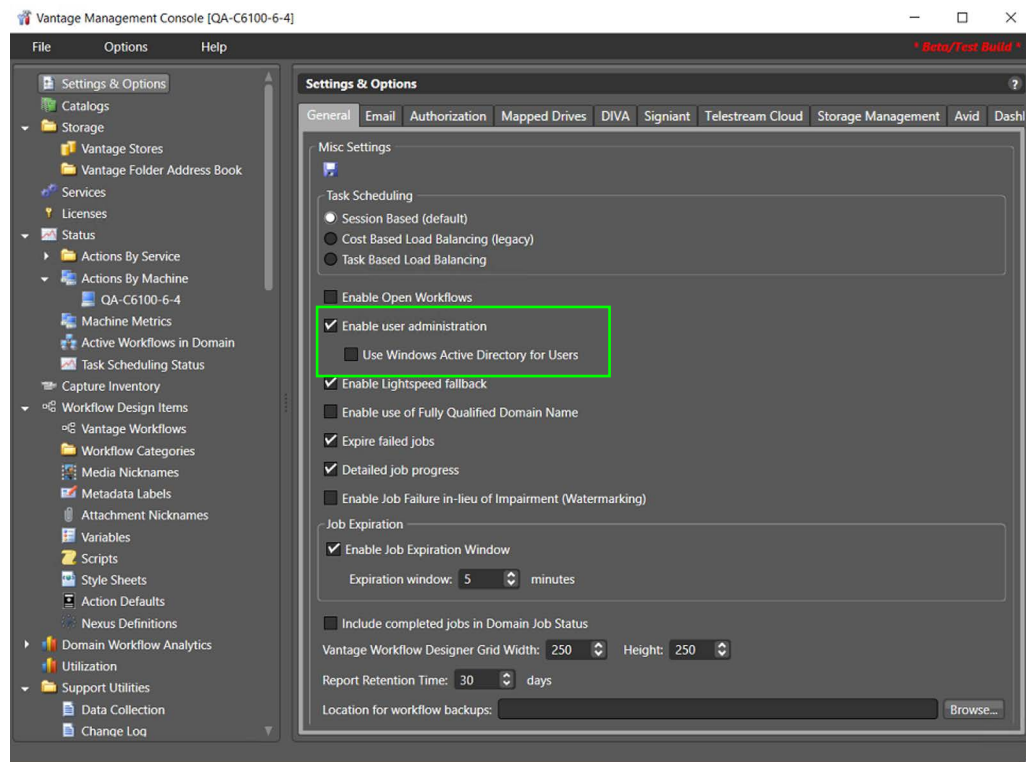 Vantage Management Console [QA-C6100-6-4]
File Options Help * Beta/Test Build *
Settings & Options
Catalogs
Storage
Vantage Stores
Vantage Folder Address Book
Services
Licenses
Status
Actions By Service
Actions By Machine
QA-C6100-6-4
Machine Metrics
Active Workflows in Domain
Task Scheduling Status
Capture Inventory
Workflow Design Items
Vantage Workflows
Workflow Categories
Media Nicknames
Metadata Labels
Attachment Nicknames
Variables
Scripts
Style Sheets
Action Defaults
Nexus Definitions
Domain Workflow Analytics
Utilization
Support Utilities
Data Collection
Change Log
Settings & Options ?
General Email Authorization Mapped Drives DIVA Signiant Telestream Cloud Storage Management Avid Dashl
Misc Settings
Task Scheduling
Session Based (default)
Cost Based Load Balancing (legacy)
Task Based Load Balancing
Enable Open Workflows
Enable user administration
Use Windows Active Directory for Users
Enable Lightspeed fallback
Enable use of Fully Qualified Domain Name
Expire failed jobs
Detailed job progress
Enable Job Failure in-lieu of Impairment (Watermarking)
Job Expiration
Enable Job Expiration Window
Expiration window: 5 minutes
Include completed jobs in Domain Job Status
Vantage Workflow Designer Grid Width: 250 Height: 250
Report Retention Time: 30 days
Location for workflow backups: Browse...